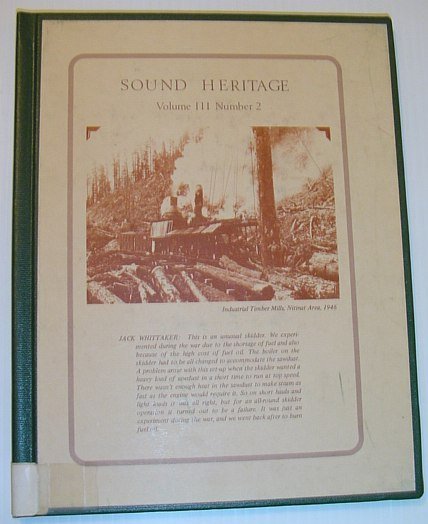 SOUND HERITAGE
Volume III Number 2
Industrial Timber Mills, Nitinat Area, 1946
JACK WHITTAKER: This is an unusual skidder. We experi-
mented during the war due to the shortage of fuel and also
because of the high cost of fuel oil. The boiler on the
skidder had to be all changed to accommodate the sawdust.
A problem arose with this set-up when the skidder wanted a
heavy load of sawdust in a short time to run at top speed.
There wasn't enough heat in the sawdust to make steam as
fast as the engine would require it. So on short hauls and
light loads it was all right, but for an all-round skidder
operation it turned out to be a failure. It was just an
experiment during the war, and we went back after to burn
fuel oil.